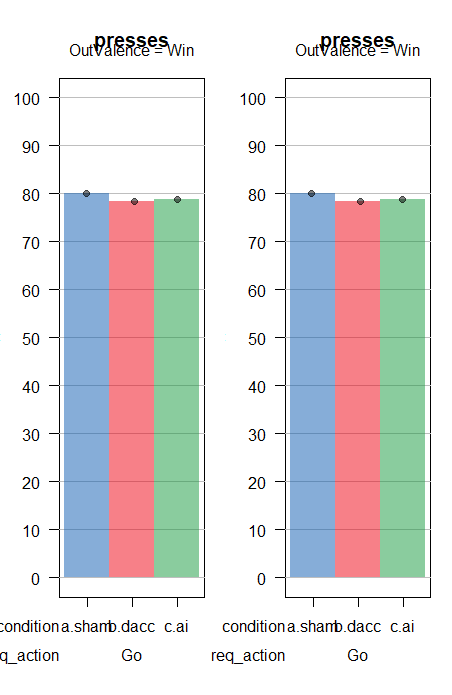 presses presses
OutValence = Win OutValence = Win
100 100
90 90
80 80
70 70
60 60
50 50
40 40
30 30
20 20
10 10
0 0
condition a.sham b.dacc c.ai condition a.sham b.dacc c.ai
q_action Go req_action Go